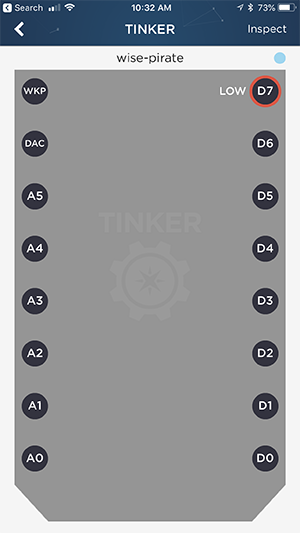 Search 10:32 AM 73%
TINKER Inspect
wise-pirate
WKP LOW D7
DAC D6
A5 D5
TINKER
A4 D4
A3 D3
A2 D2
A1 D1
A0 D0